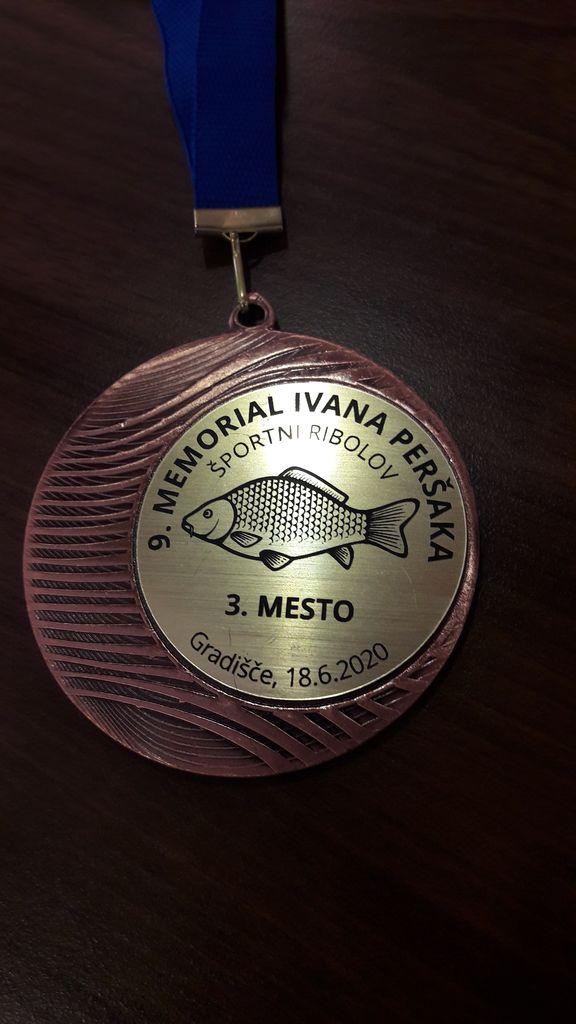 9. MEMORIAL IVANA PERŠAKA
ŠPORTNI RIBOLOV
3. MESTO
Gradišče, 18.6.2020